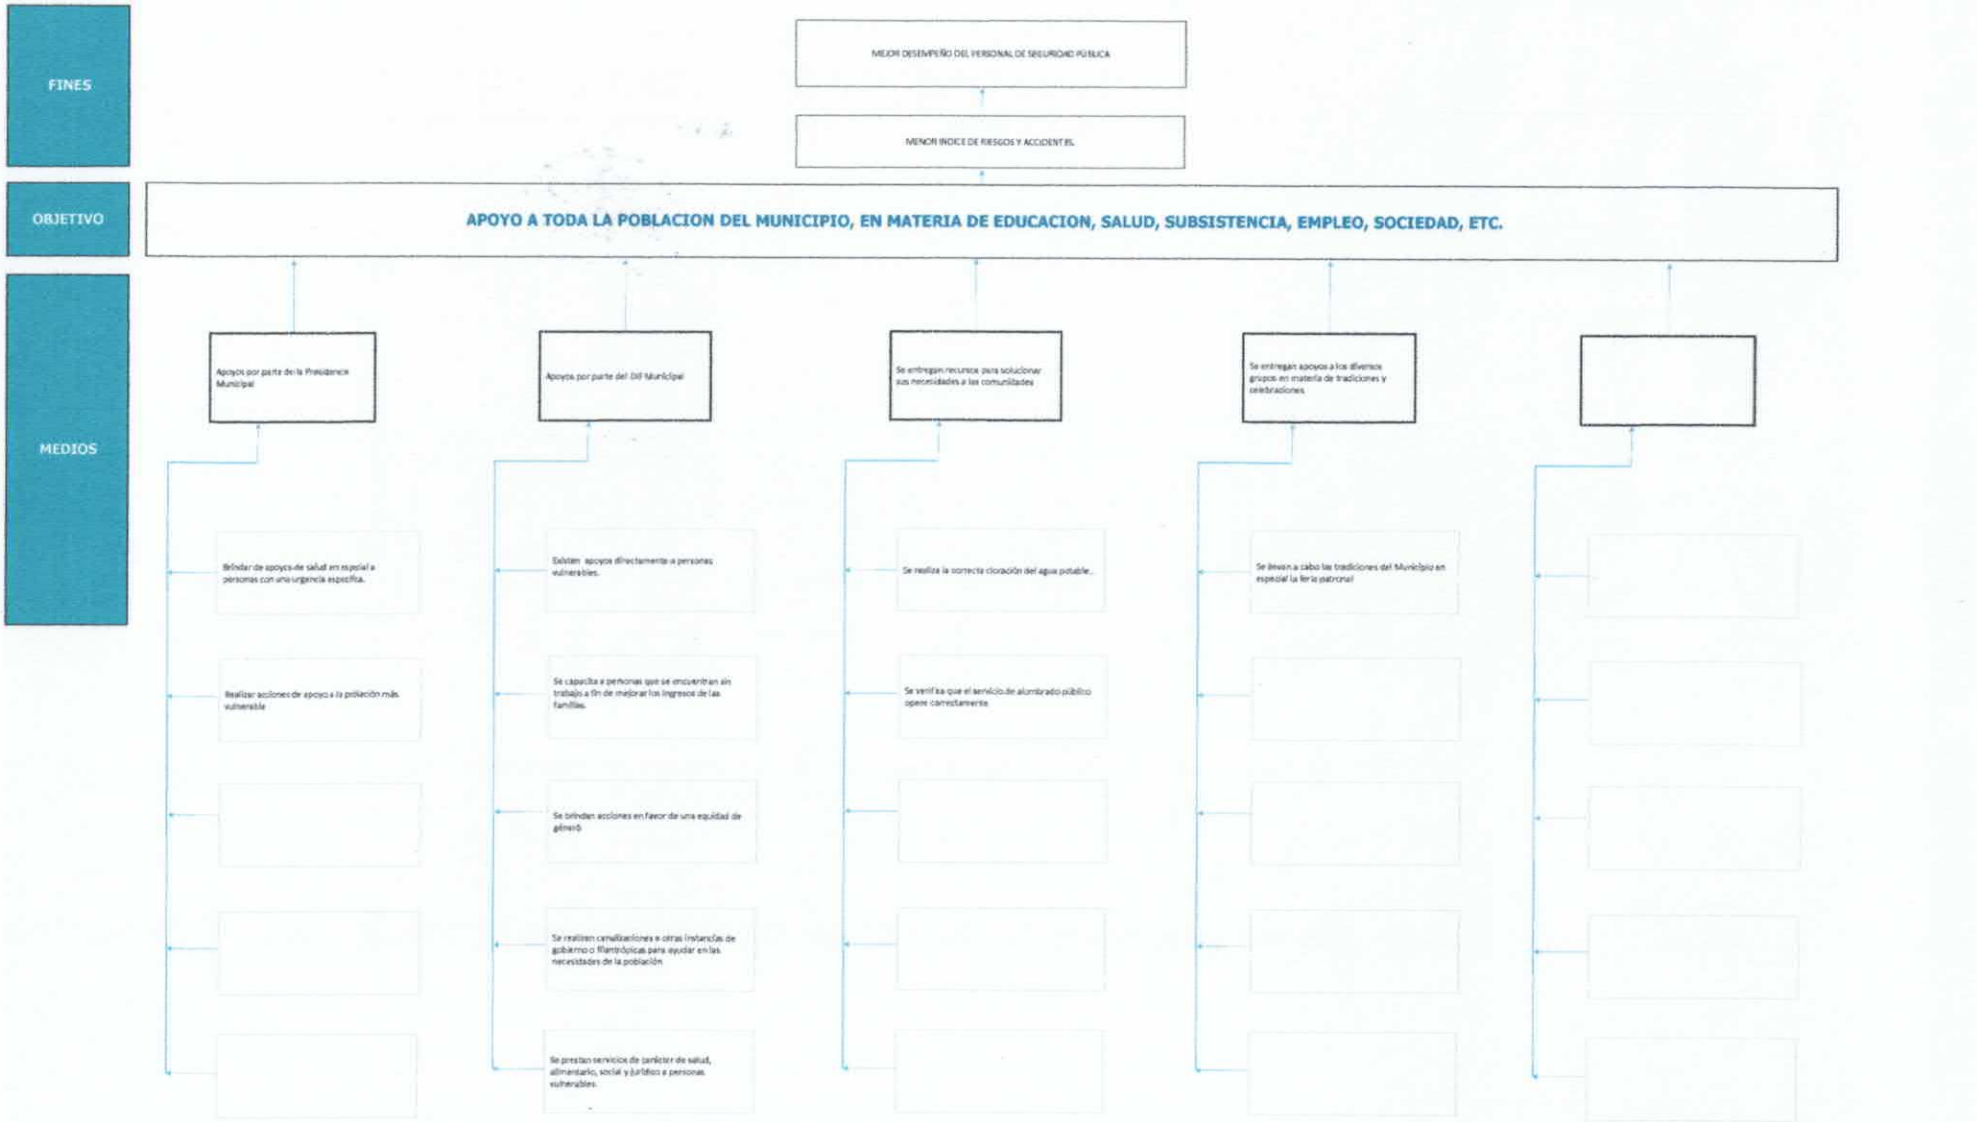 FINES
MEJOR DESEMPEÑO DEL PERSONAL DE SEGURIDAD PÚBLICA
MENOR INDICE DE RIESGOS Y ACCIDENTES.
OBJETIVO
APOYO A TODA LA POBLACION DEL MUNICIPIO, EN MATERIA DE EDUCACION, SALUD, SUBSISTENCIA, EMPLEO, SOCIEDAD, ETC.
MEDIOS
Apoyos por parte de la Presidencia
Municipal
Brindar de apoyos de salud en especial a
personas con una urgencia especifica.
Realizar acciones de apoyo a la población más
vulnerable
Apoyos por parte del DIF Municipal
Existen apoyos directamente a personas
vulnerables.
Se capacita a personas que se encuentran sin
trabajo a fin de mejorar los ingresos de las
familias.
Se brindan acciones en favor de una equidad de
géneró
Se realizan canalizaciones a otras instancias de
gobierno o filantrópicas para ayudar en las
necesidades de la población
Se prestan servicios de carácter de salud,
alimentario, social y jurídico a personas
vulnerables.
Se entregan recursos para solucionar
sus necesidades a las comunidades
Se realiza la correcta cloración del agua potable..
Se verifica que el servicio de alumbrado público
opere correctamente
Se entregan apoyos a los diversos
grupos en materia de tradiciones y
celebraciones
Se llevan a cabo las tradiciones del Municipio en
especial la feria patronal